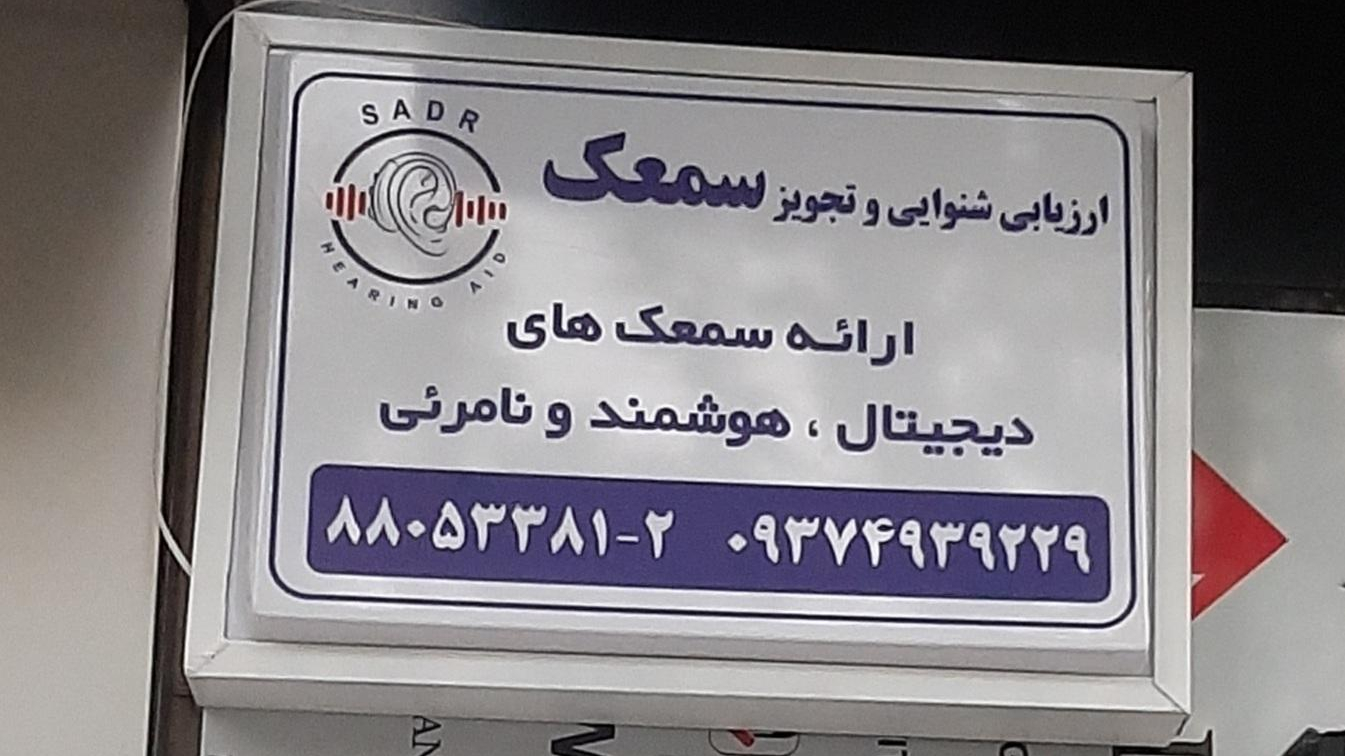 SADR
HEARING AID
ارزیابی شنوایی و تجویز سمعک
ارائه سمعک های
دیجیتال ، هوشمند و نامرئی
۸۸۰۵۳۳۸۱-۲ ۰۹۳۷۴۹۳۹۲۲۹